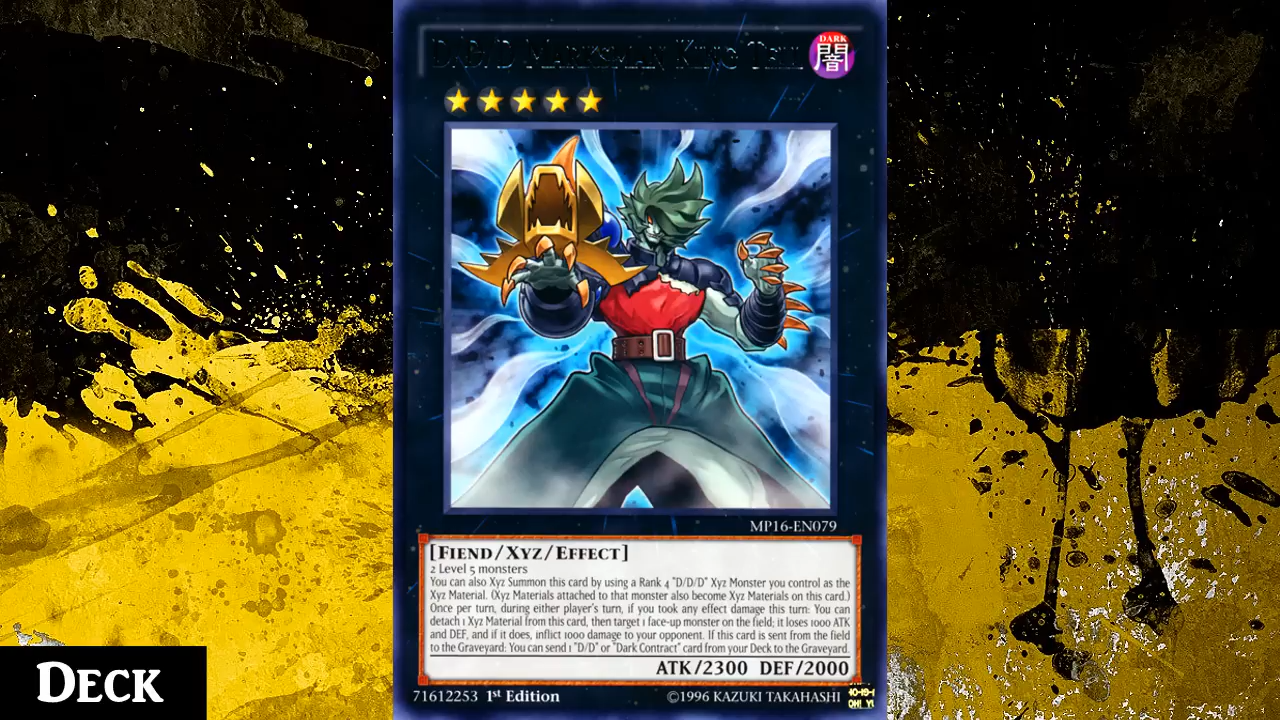 D/D/D Marksman King Tell
DARK
闇
MP16-EN079
[Fiend/Xyz/Effect]
2 Level 5 monsters
You can also Xyz Summon this card by using a Rank 4 "D/D/D" Xyz Monster you control as the
Xyz Material. (Xyz Materials attached to that monster also become Xyz Materials on this card.)
Once per turn, during either player's turn, if you took any effect damage this turn: You can
detach 1 Xyz Material from this card, then target 1 face-up monster on the field; it loses 1000 ATK
and DEF, and if it does, inflict 1000 damage to your opponent. If this card is sent from the field
to the Graveyard: You can send 1 "D/D" or "Dark Contract" card from your Deck to the Graveyard.
ATK/2300 DEF/2000
71612253 1st Edition ©1996 KAZUKI TAKAHASHI
Deck